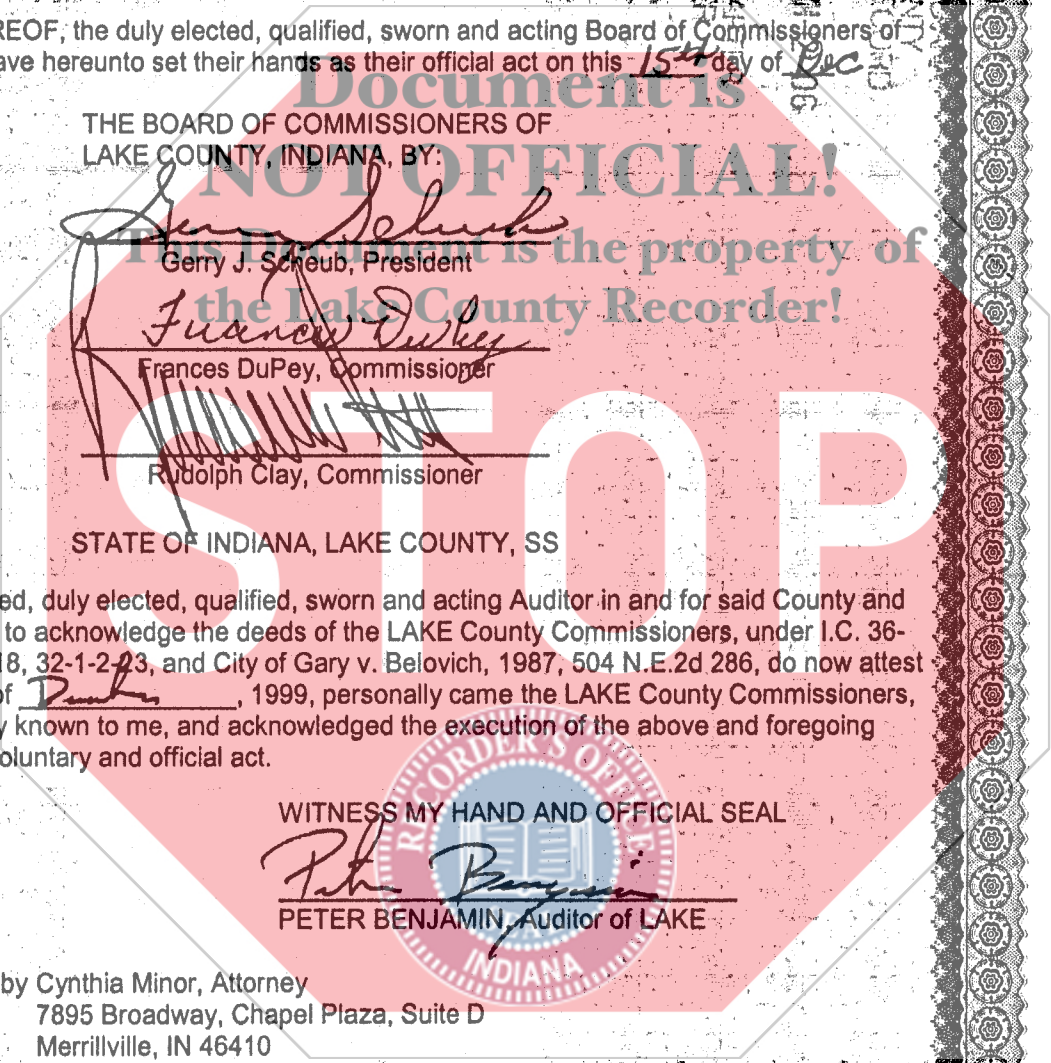 REOF, the duly elected, qualified, sworn and acting Board of Commissioners of
ave hereunto set their hands as their official act on this 15th day of Dec
Document is
THE BOARD OF COMMISSIONERS OF
LAKE COUNTY, INDIANA, BY:
NOT OFFICIAL!
This Document is the property of
Gerry J. Scheub, President
the Lake County Recorder!
Frances DuPey
Frances DuPey, Commissioner
STOP
Rudolph Clay, Commissioner
STATE OF INDIANA, LAKE COUNTY, SS
ed, duly elected, qualified, sworn and acting Auditor in and for said County and
to acknowledge the deeds of the LAKE County Commissioners, under I.C. 36-
18, 32-1-2-23, and City of Gary v. Belovich, 1987, 504 N.E.2d 286, do now attest
of , 1999, personally came the LAKE County Commissioners,
y known to me, and acknowledged the execution of the above and foregoing
oluntary and official act.
RECORDER'S OFFICE
WITNESS MY HAND AND OFFICIAL SEAL
Peter Benjamin
PETER BENJAMIN, Auditor of LAKE
INDIANA
by Cynthia Minor, Attorney
7895 Broadway, Chapel Plaza, Suite D
Merrillville, IN 46410